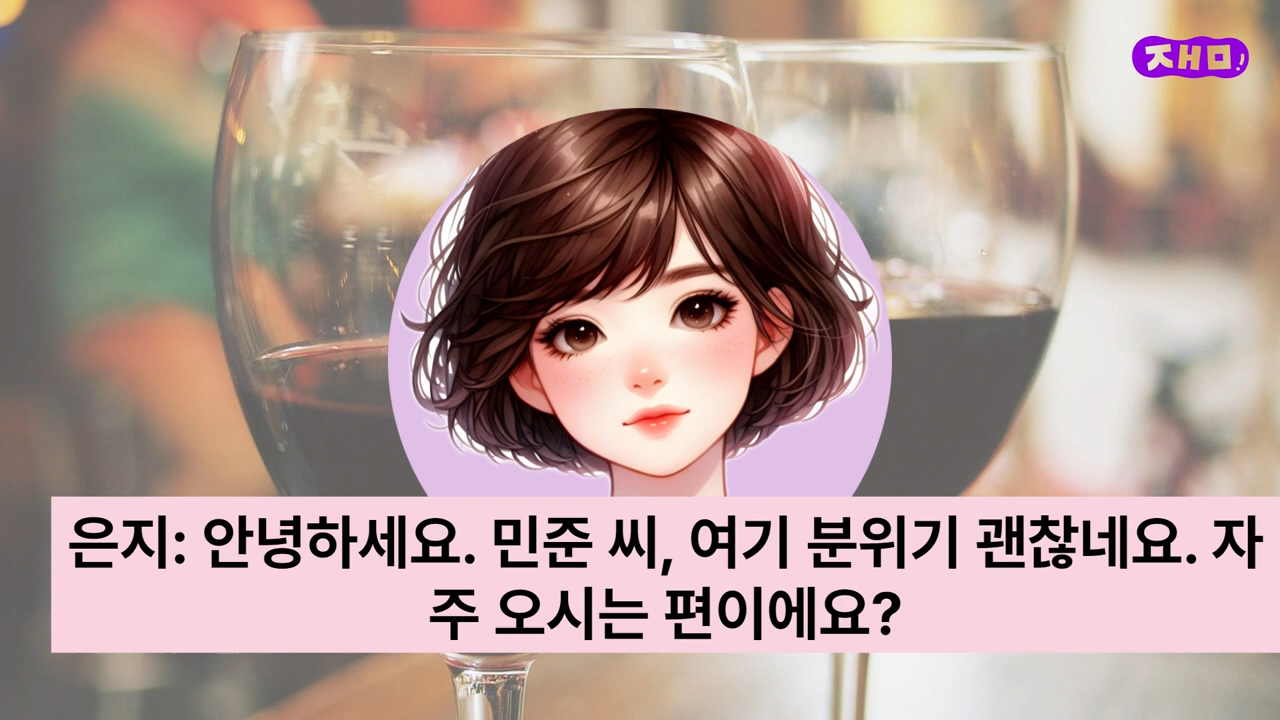 재미!
은지: 안녕하세요. 민준 씨, 여기 분위기 괜찮네요. 자
주 오시는 편이에요?